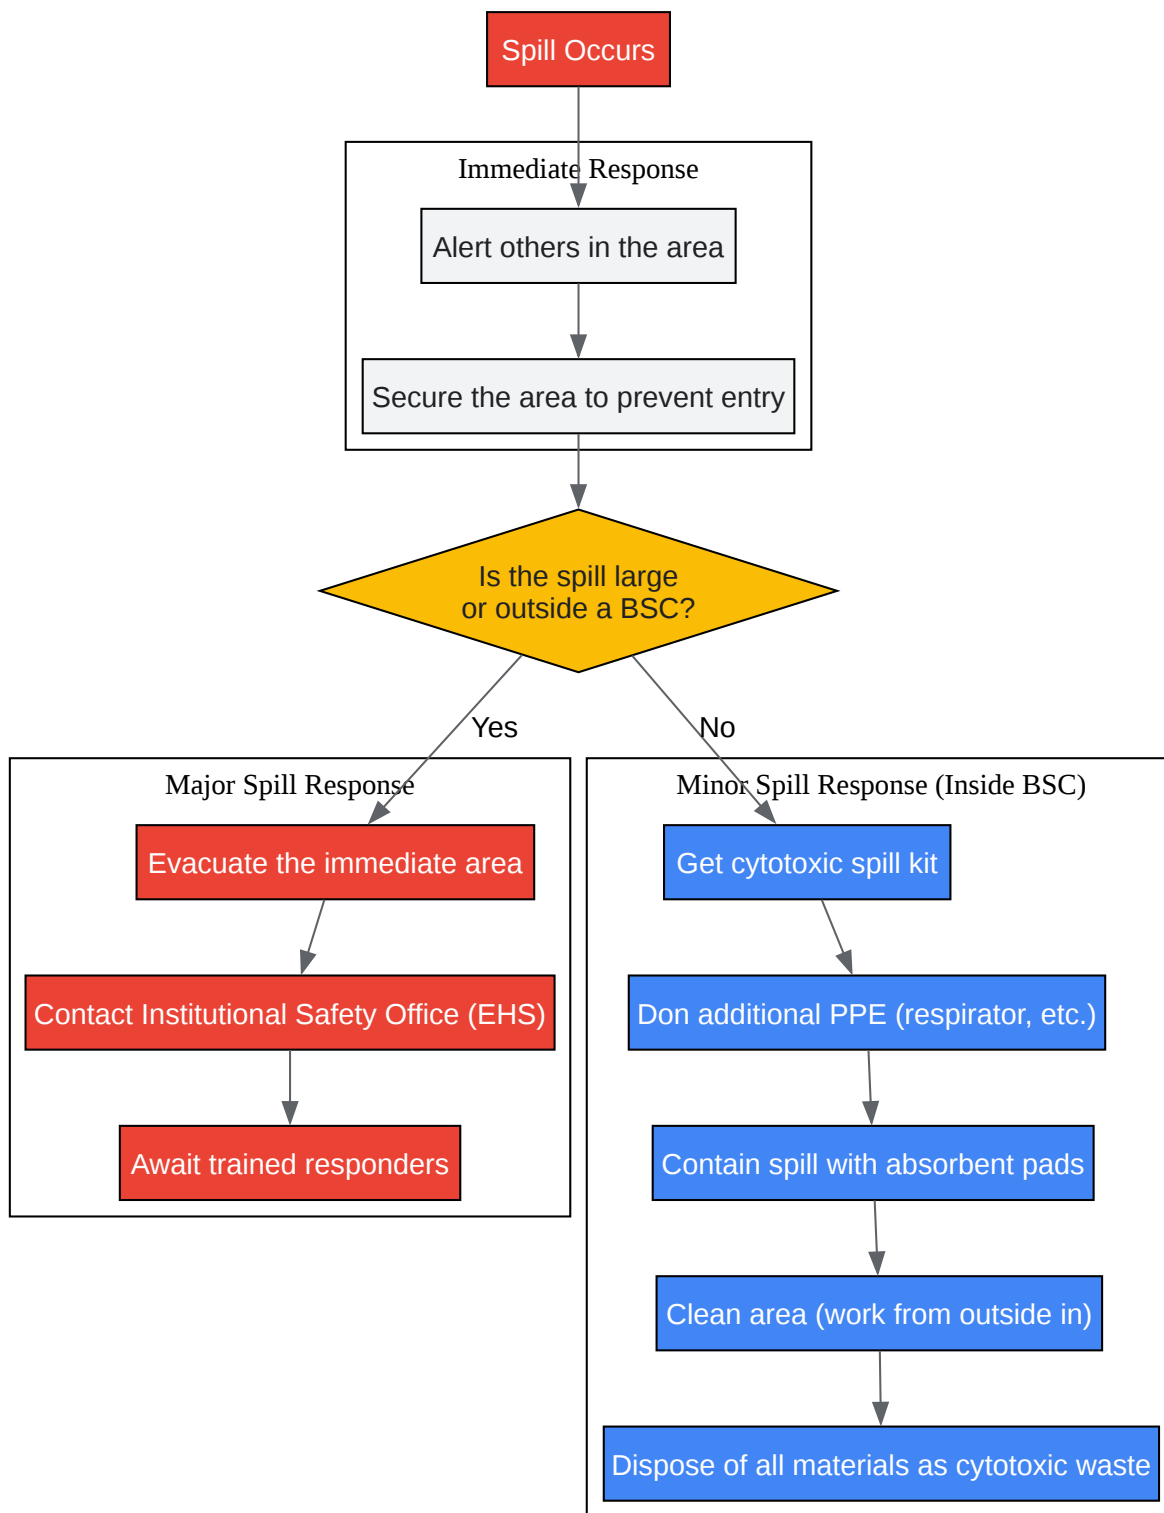 Spill Occurs
Immediate Response
Alert others in the area
Secure the area to prevent entry
Is the spill large
or outside a BSC?
Yes
No
Major Spill Response
Evacuate the immediate area
Contact Institutional Safety Office (EHS)
Await trained responders
Minor Spill Response (Inside BSC)
Get cytotoxic spill kit
Don additional PPE (respirator, etc.)
Contain spill with absorbent pads
Clean area (work from outside in)
Dispose of all materials as cytotoxic waste